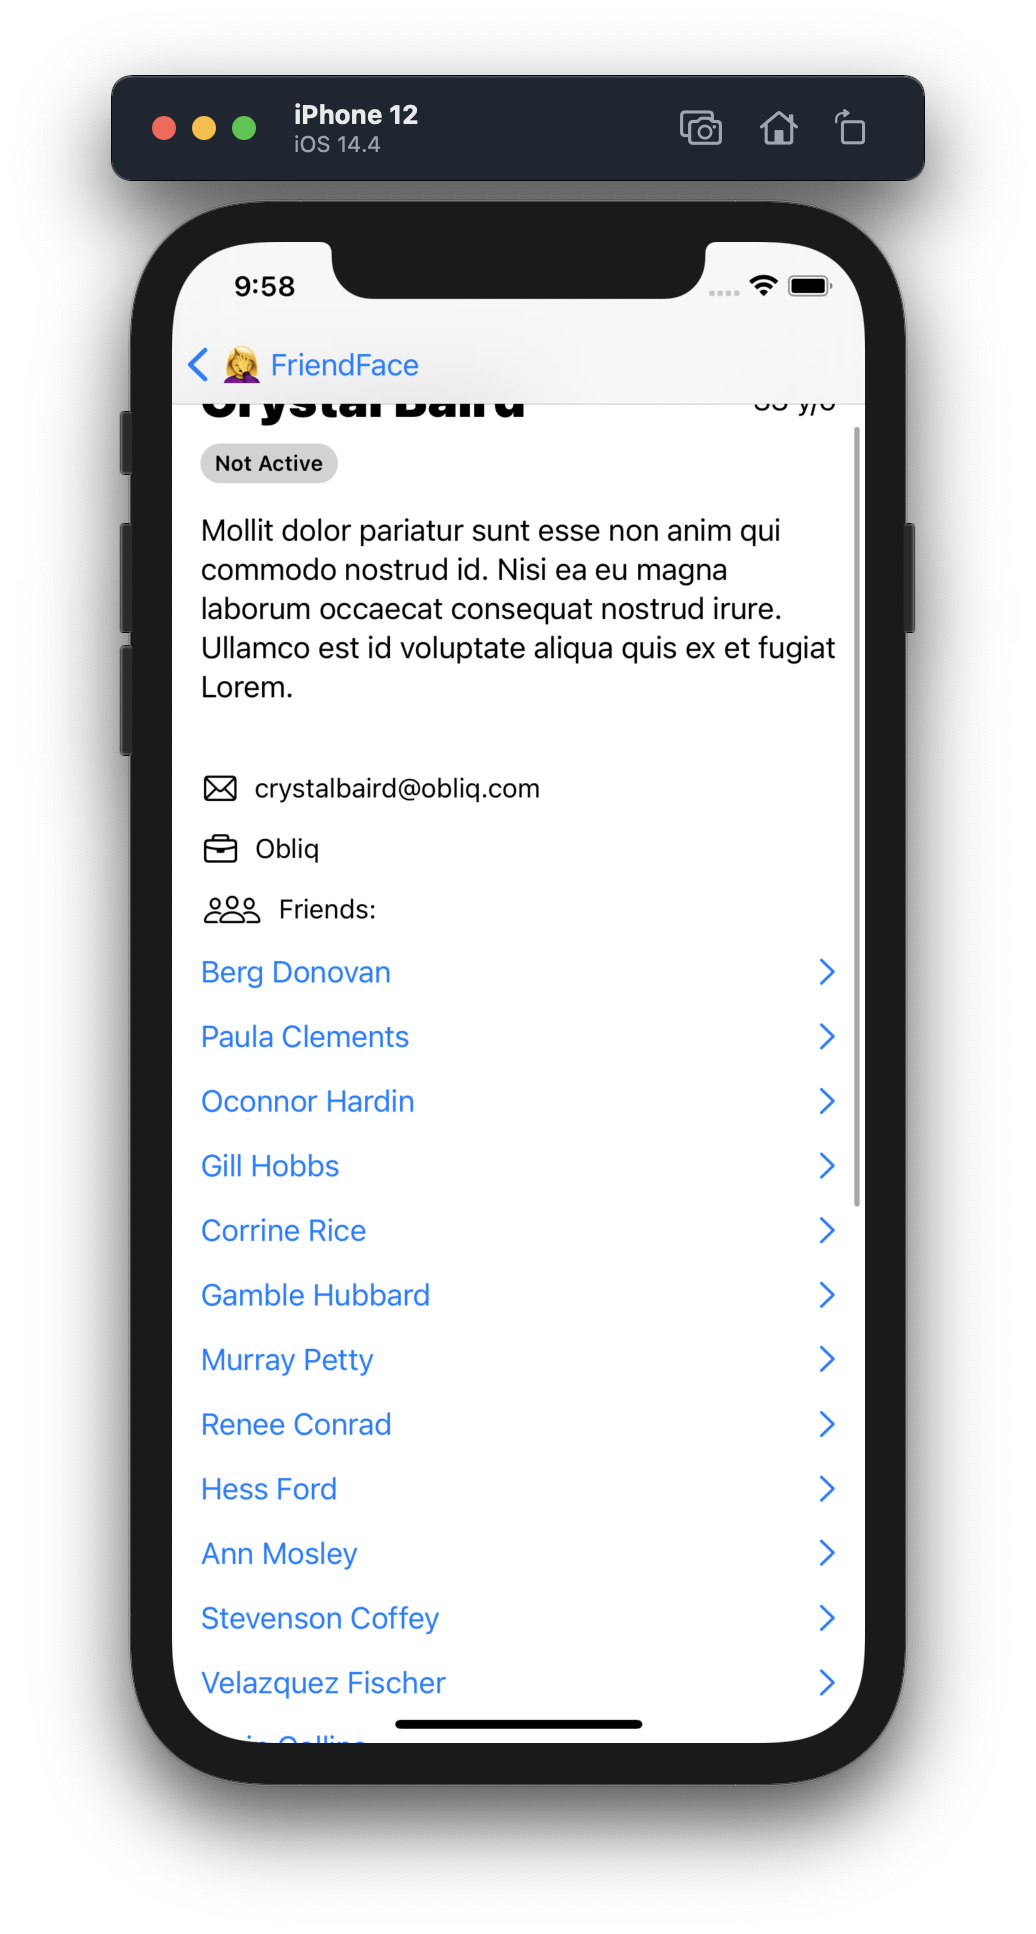 iPhone 12
iOS 14.4
9:58
🤦‍♀️ FriendFace
Crystal Baird
y/o
Not Active
Mollit dolor pariatur sunt esse non anim qui
commodo nostrud id. Nisi ea eu magna
laborum occaecat consequat nostrud irure.
Ullamco est id voluptate aliqua quis ex et fugiat
Lorem.
crystalbaird@obliq.com
Obliq
Friends:
Berg Donovan
Paula Clements
Oconnor Hardin
Gill Hobbs
Corrine Rice
Gamble Hubbard
Murray Petty
Renee Conrad
Hess Ford
Ann Mosley
Stevenson Coffey
Velazquez Fischer
Collins